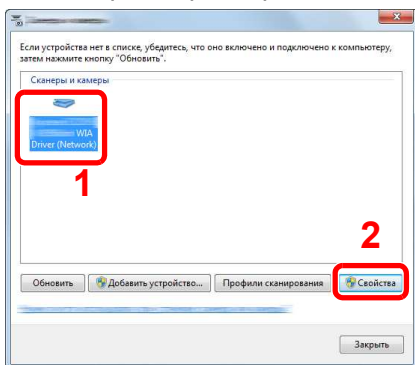 Если устройства нет в списке, убедитесь, что оно включено и подключено к компьютеру,
затем нажмите кнопку "Обновить".
Сканеры и камеры
WIA
Driver (Network)
1
2
Обновить Добавить устройство... Профили сканирования Свойства
Закрыть